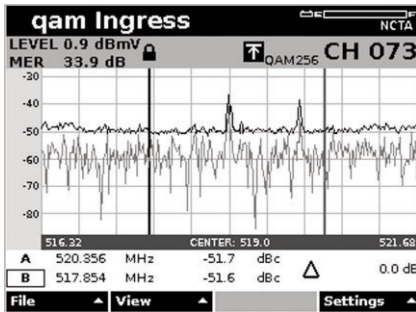 qam Ingress
NCTA
LEVEL 0.9 dBmV
MER 33.9 dB
QAM256 CH 073
-30
-40
-50
-60
-70
-80
516.32 CENTER: 519.0 521.68
A 520.356 MHz -51.7 dBc
B 517.854 MHz -51.6 dBc
Δ 0.0 dB
File View Settings